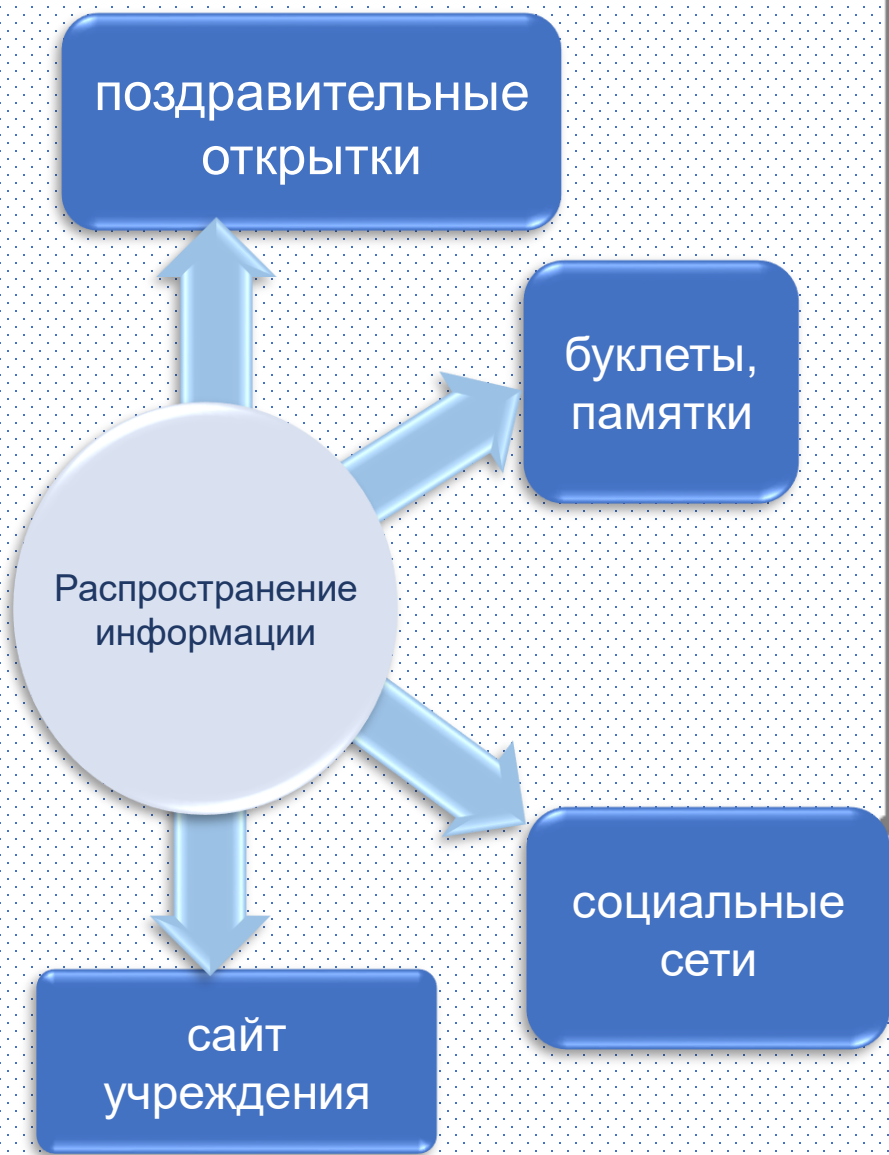 поздравительные
открытки
буклеты,
памятки
Распространение
информации
социальные
сети
сайт
учреждения